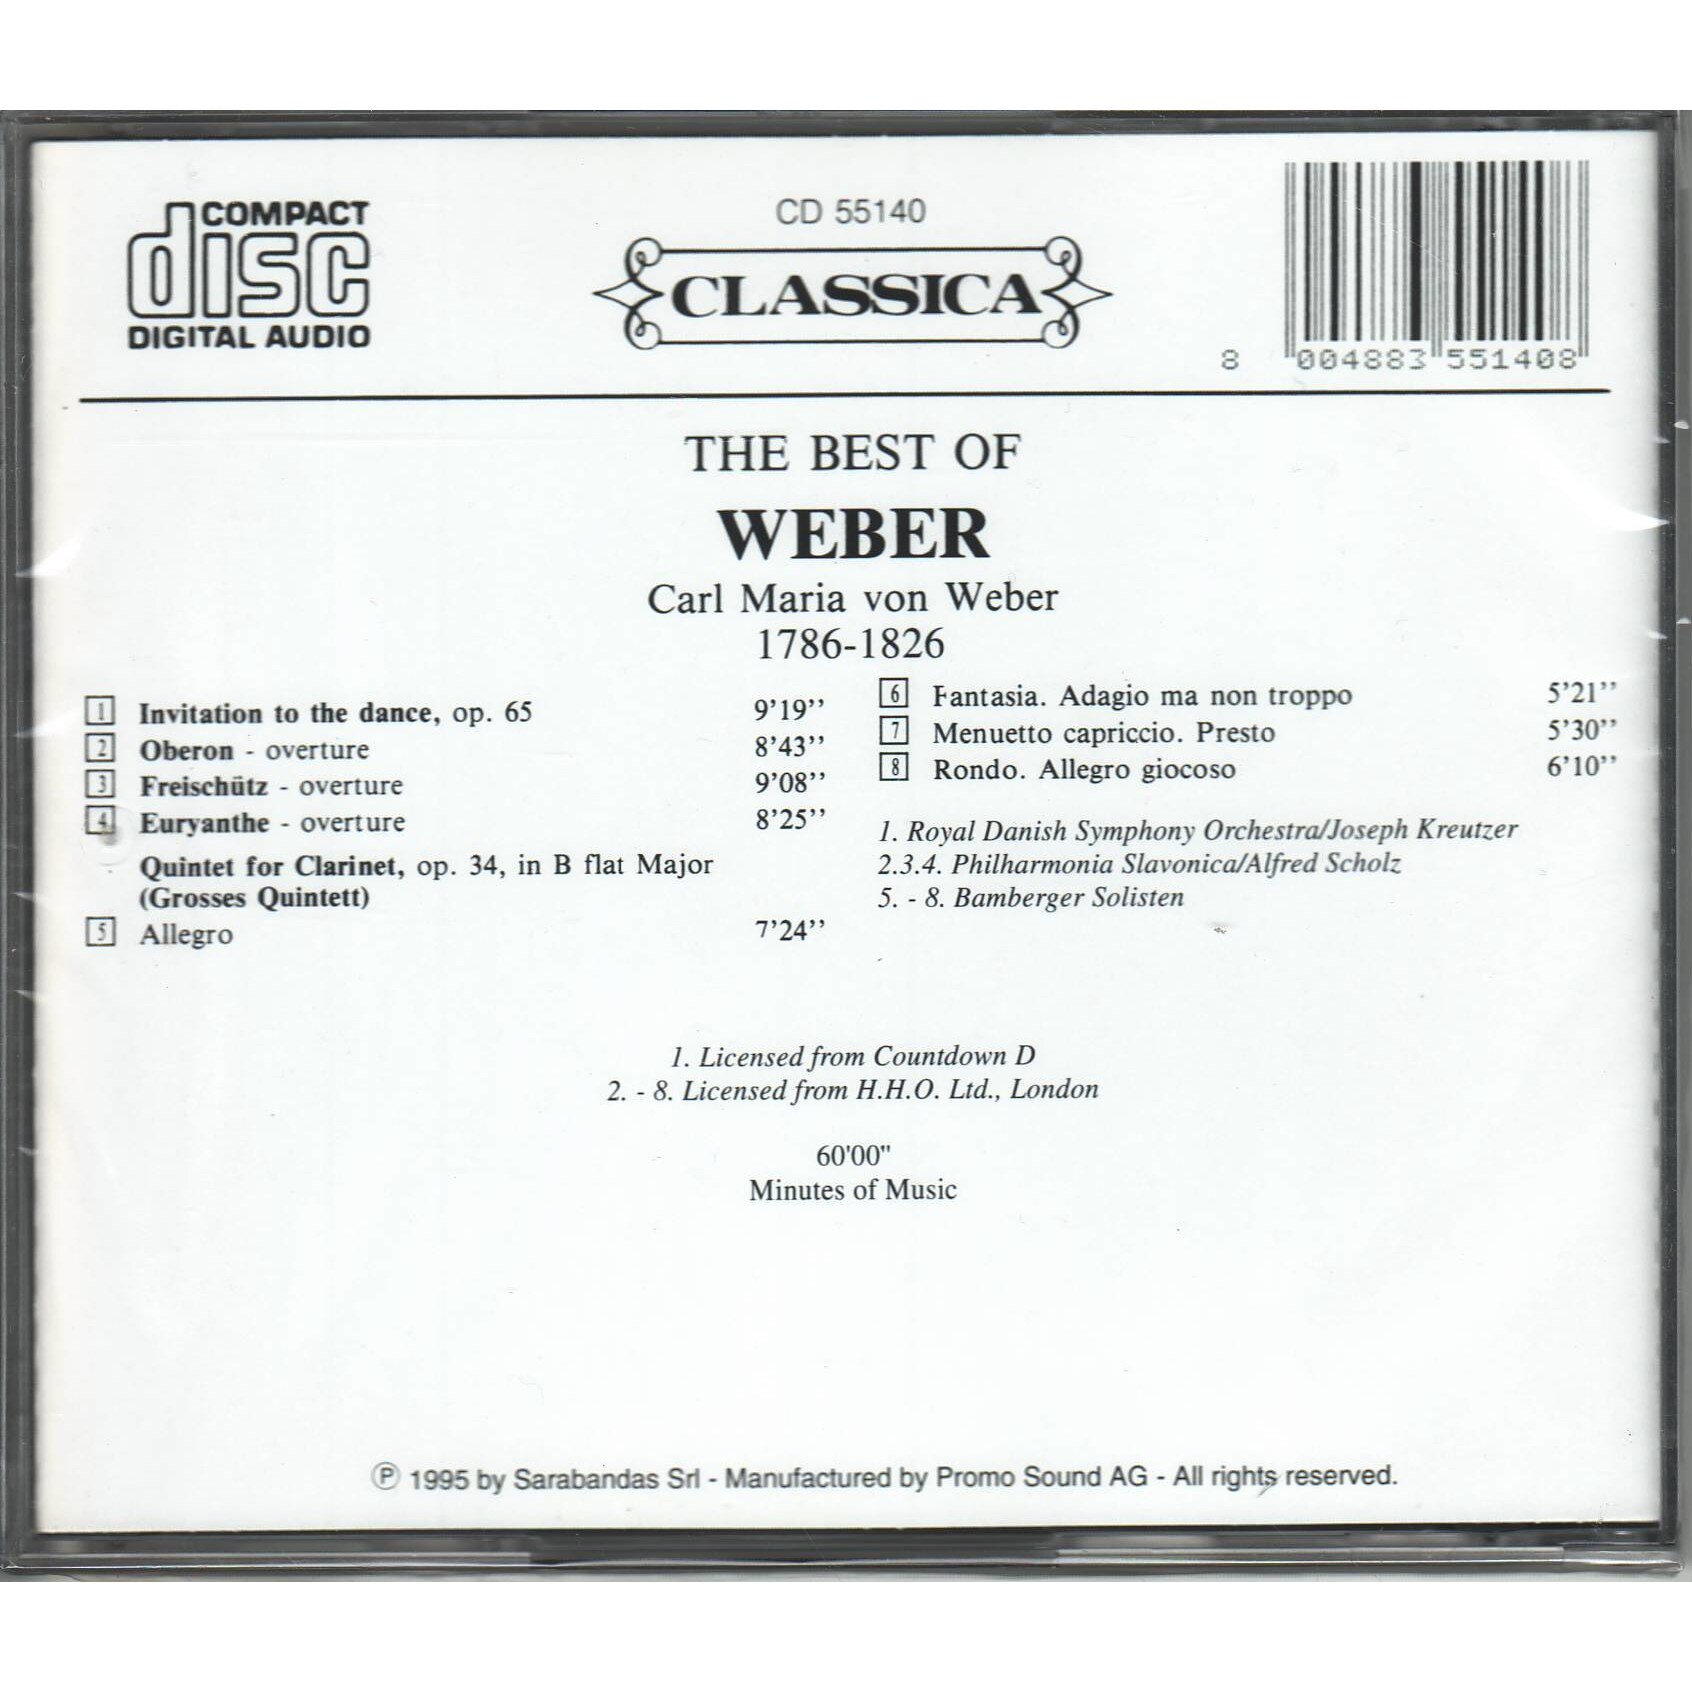 COMPACT
disc
DIGITAL AUDIO
CD 55140
CLASSICA
8 004883 551408
THE BEST OF
WEBER
Carl Maria von Weber
1786-1826
1 Invitation to the dance, op. 65 9'19''
2 Oberon - overture 8'43''
3 Freischütz - overture 9'08''
4 Euryanthe - overture 8'25''
Quintet for Clarinet, op. 34, in B flat Major
(Grosses Quintett)
5 Allegro 7'24''
6 Fantasia. Adagio ma non troppo 5'21''
7 Menuetto capriccio. Presto 5'30''
8 Rondo. Allegro giocoso 6'10''
1. Royal Danish Symphony Orchestra/Joseph Kreutzer
2.3.4. Philharmonia Slavonica/Alfred Scholz
5. - 8. Bamberger Solisten
1. Licensed from Countdown D
2. - 8. Licensed from H.H.O. Ltd., London
60'00"
Minutes of Music
℗ 1995 by Sarabandas Srl - Manufactured by Promo Sound AG - All rights reserved.